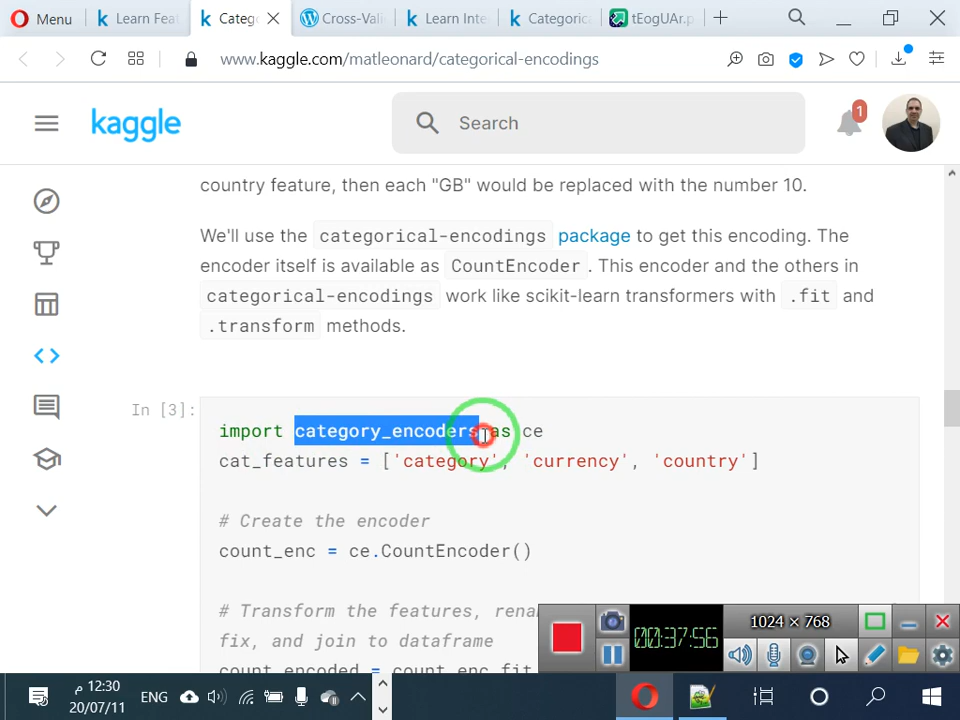 Menu
Learn Fea
Catego
Cross-Vali
Learn Inte
Categorica
tEogUAr.p
www.kaggle.com/matleonard/categorical-encodings
kaggle
Search
1
country feature, then each "GB" would be replaced with the number 10.
We'll use the categorical-encodings package to get this encoding. The
encoder itself is available as CountEncoder . This encoder and the others in
categorical-encodings work like scikit-learn transformers with .fit and
.transform methods.
In [3]:
import category_encoders as ce
cat_features = ['category', 'currency', 'country']
# Create the encoder
count_enc = ce.CountEncoder()
# Transform the features, rena
fix, and join to dataframe
count_encoded = count_enc.fit
1024 × 768
00:37:56
12:30 م
ENG
20/07/11